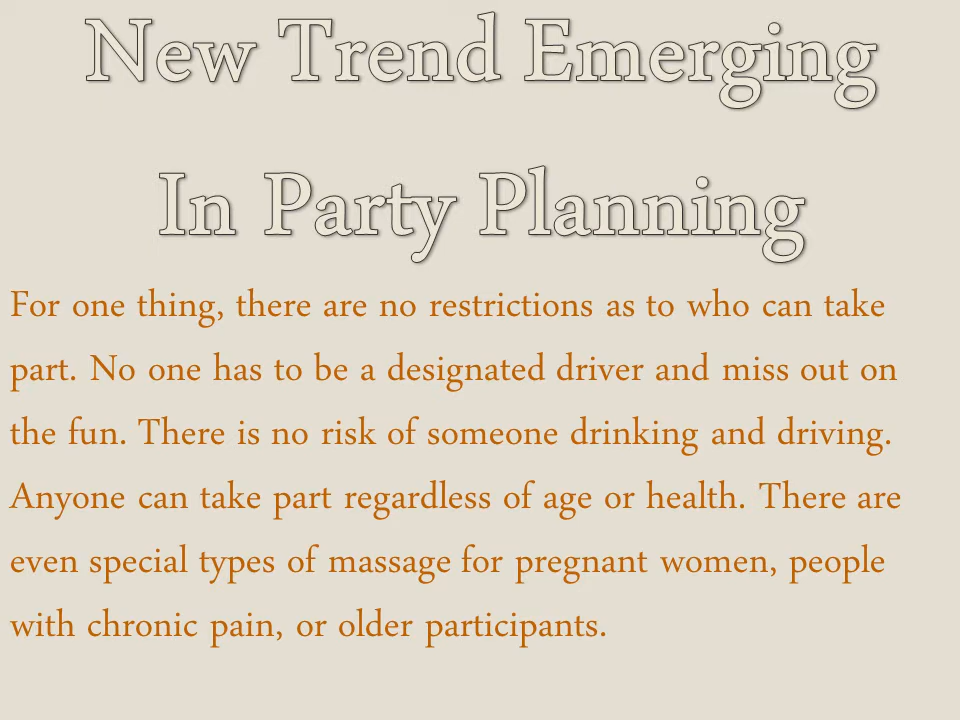 New Trend Emerging
In Party Planning
For one thing, there are no restrictions as to who can take
part. No one has to be a designated driver and miss out on
the fun. There is no risk of someone drinking and driving.
Anyone can take part regardless of age or health. There are
even special types of massage for pregnant women, people
with chronic pain, or older participants.